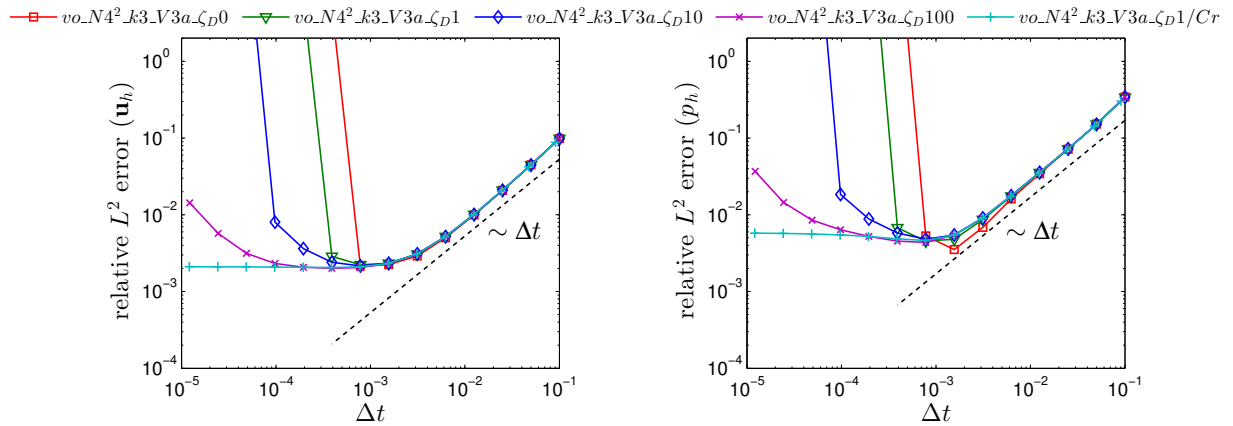 vo_N4²_k3_V3a_ζ_D0 vo_N4²_k3_V3a_ζ_D1 vo_N4²_k3_V3a_ζ_D10 vo_N4²_k3_V3a_ζ_D100 vo_N4²_k3_V3a_ζ_D1/Cr
relative L² error (u_h)
10⁰
10⁻¹
10⁻²
10⁻³
10⁻⁴
∼ Δt
10⁻⁵ 10⁻⁴ 10⁻³ 10⁻² 10⁻¹
Δt
relative L² error (p_h)
10⁰
10⁻¹
10⁻²
10⁻³
10⁻⁴
∼ Δt
10⁻⁵ 10⁻⁴ 10⁻³ 10⁻² 10⁻¹
Δt